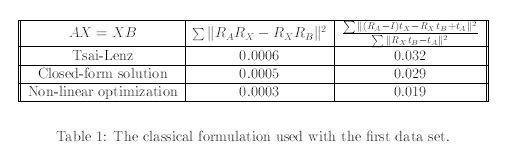 AX = XB ∑ ‖R_A R_X − R_X R_B‖² ∑ ‖(R_A−I)t_X−R_X t_B+t_A‖² / ∑ ‖R_X t_B−t_A‖²
Tsai-Lenz 0.0006 0.032
Closed-form solution 0.0005 0.029
Non-linear optimization 0.0003 0.019
Table 1: The classical formulation used with the first data set.